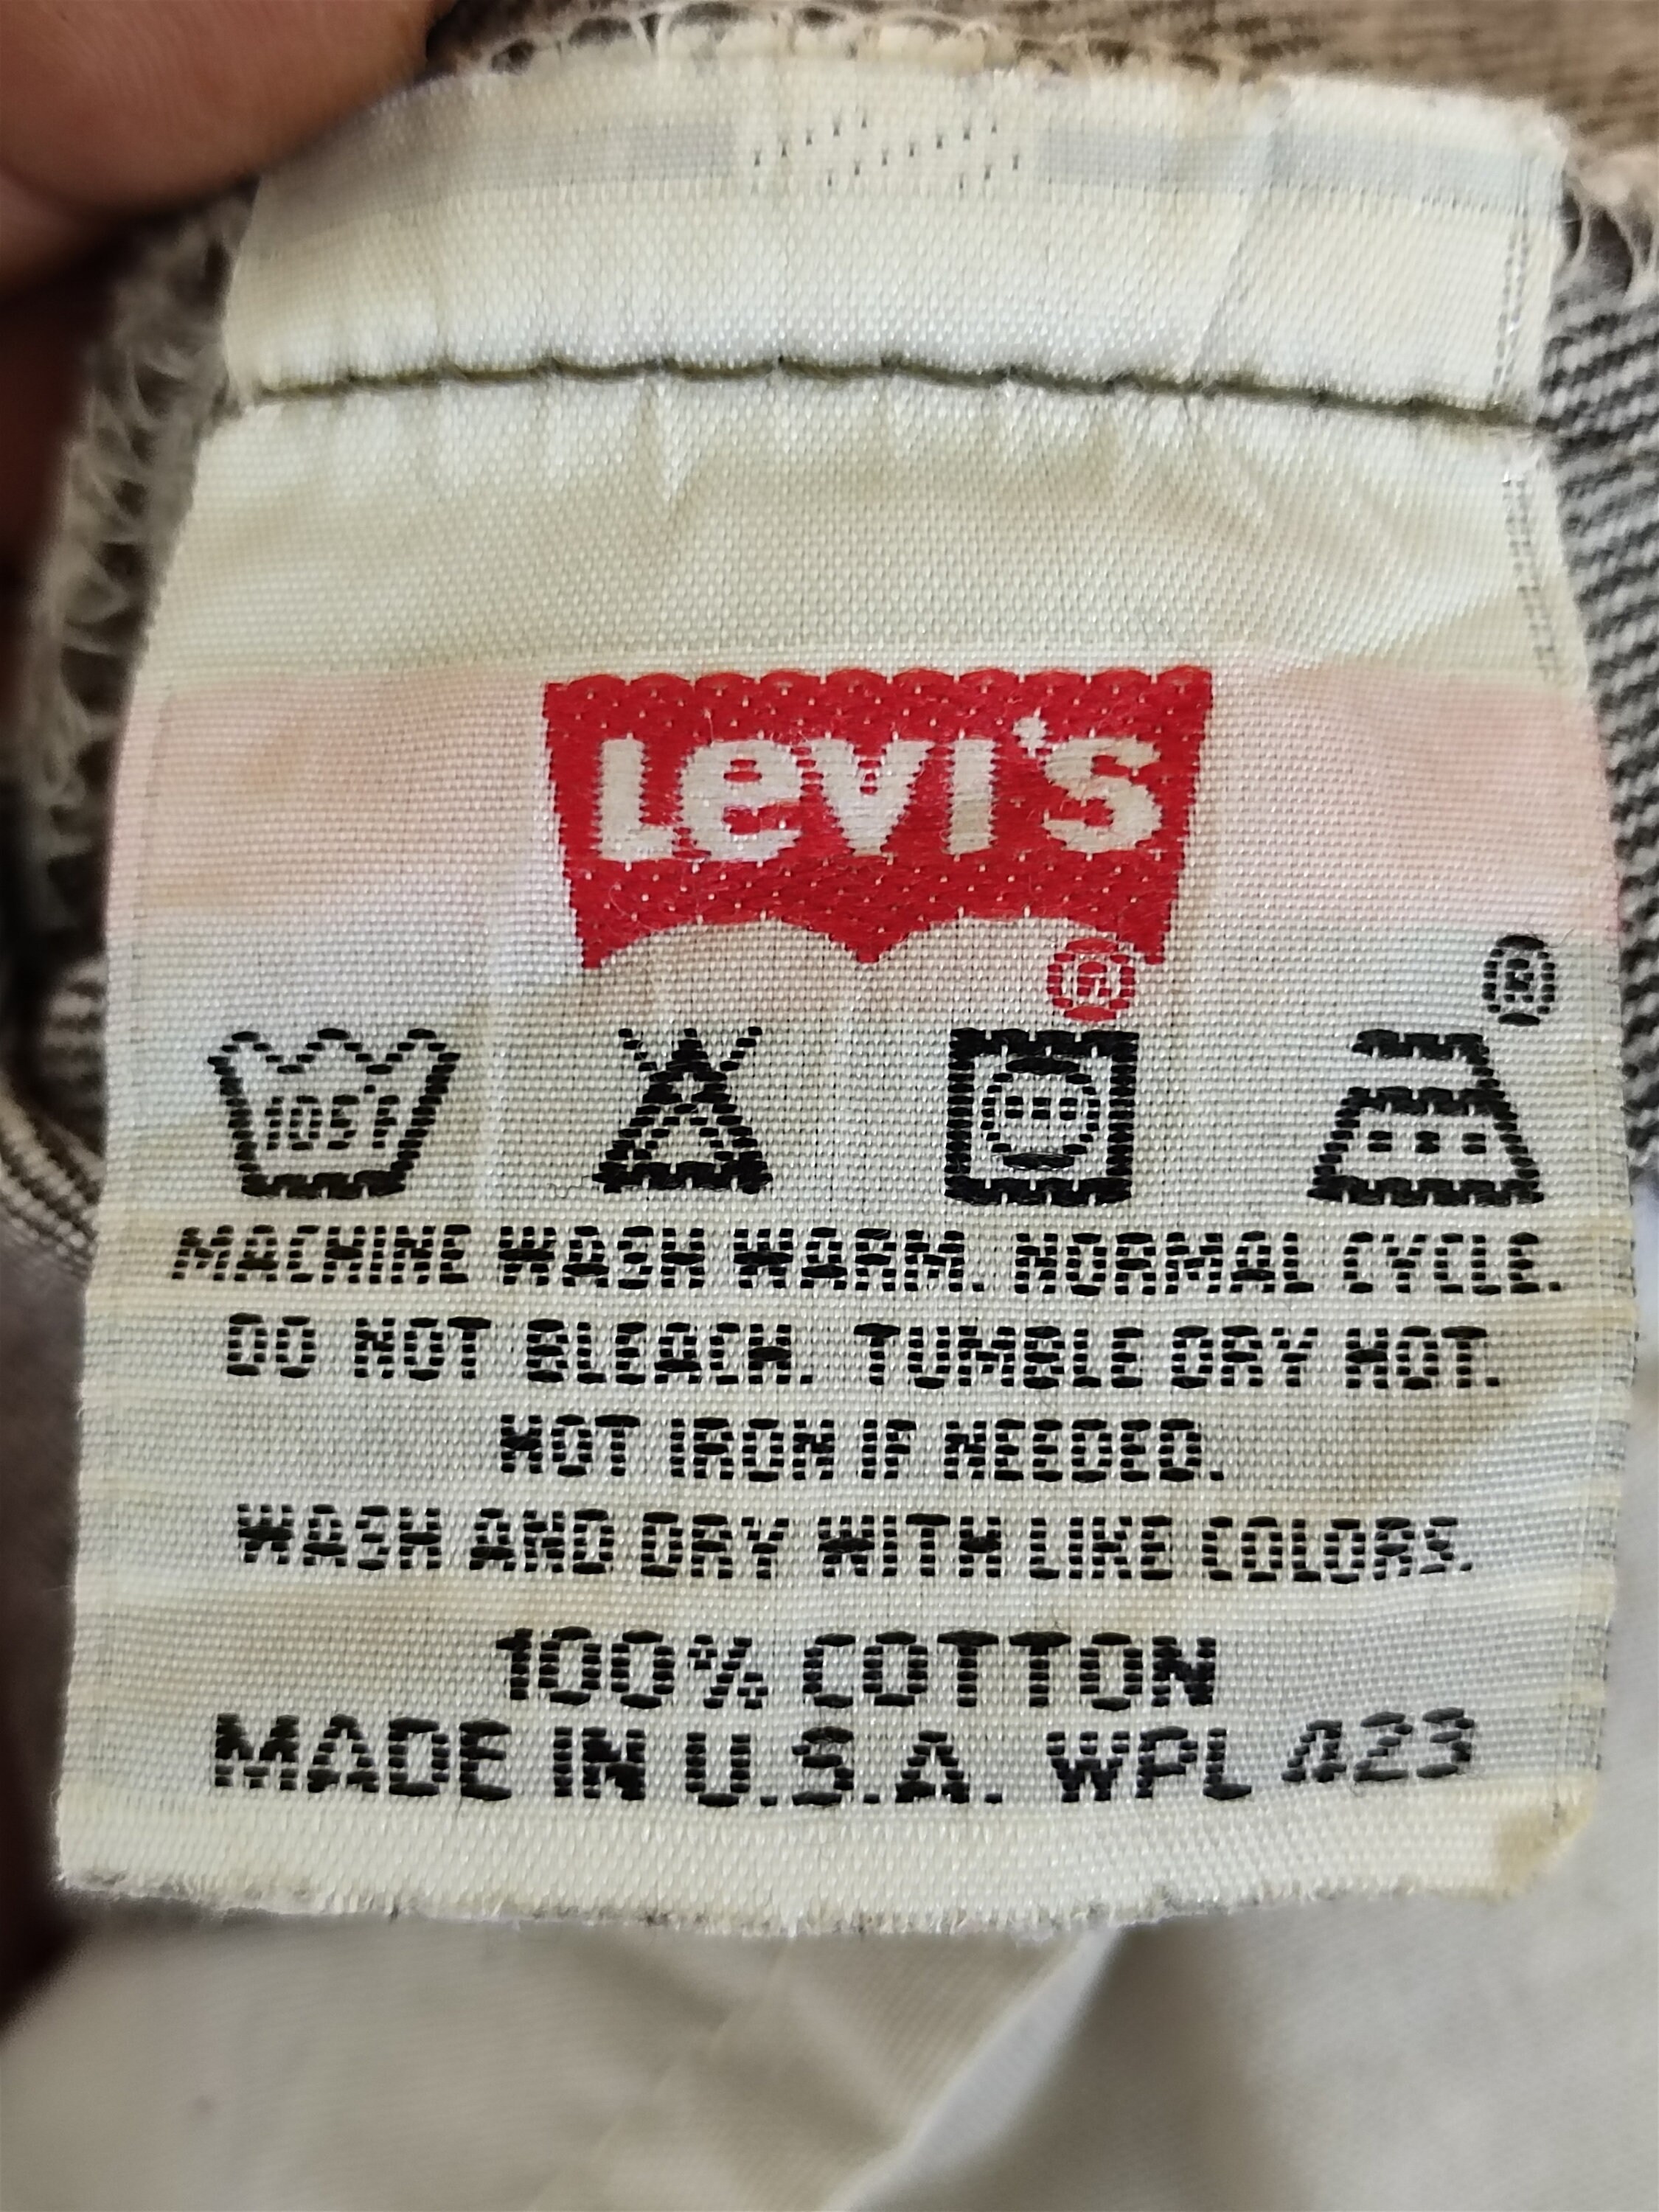 Levi's
®
®
105°F
MACHINE WASH WARM. NORMAL CYCLE.
DO NOT BLEACH. TUMBLE DRY HOT.
HOT IRON IF NEEDED.
WASH AND DRY WITH LIKE COLORS.
100% COTTON
MADE IN U.S.A. WPL 423